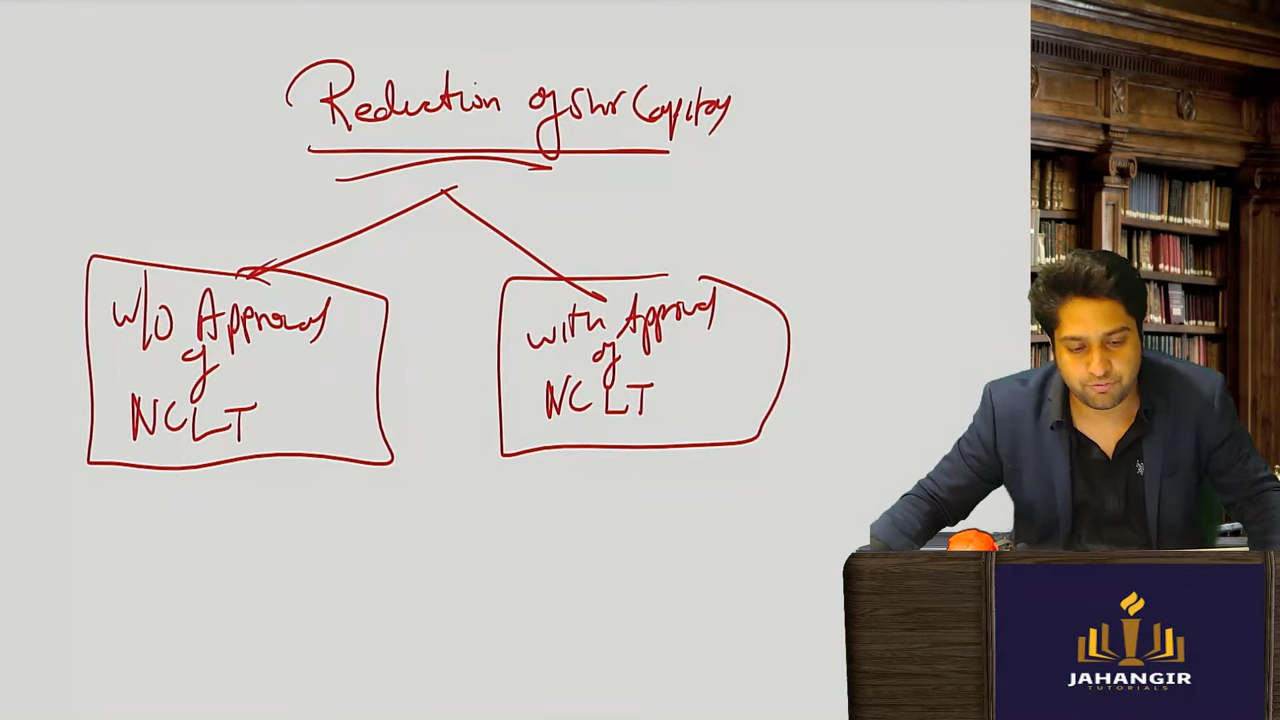 Reduction of Shr Capital
W/O Approval
of
NCLT
with Approval
of
NCLT
JAHANGIR
TUTORIALS